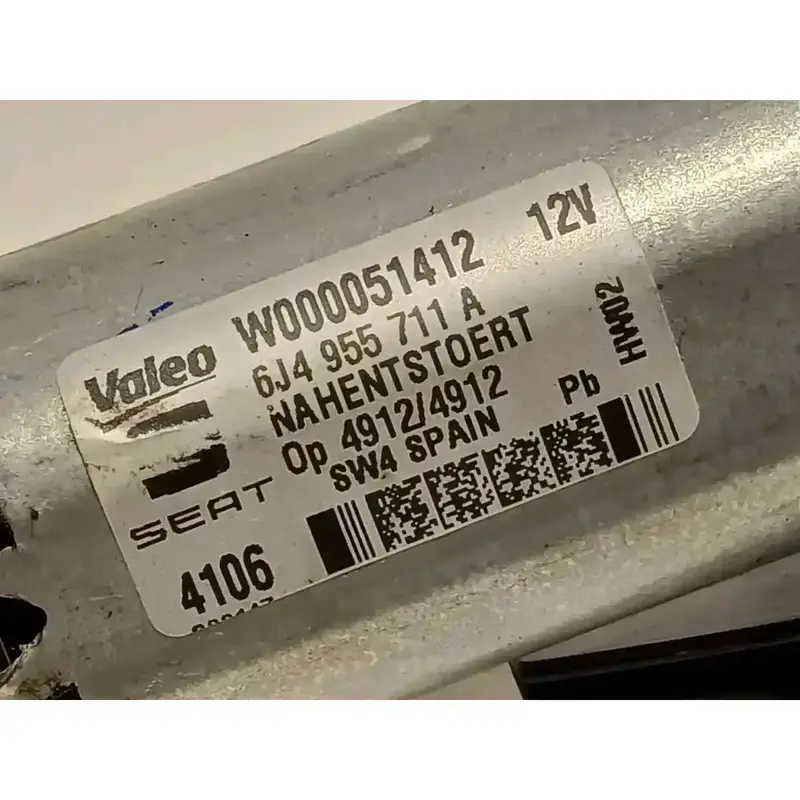 Valeo
W000051412 12V
6J4 955 711 A
NAHENTSTOERT
Op 4912/4912
SW4 SPAIN
Pb
HW02
SEAT
4106